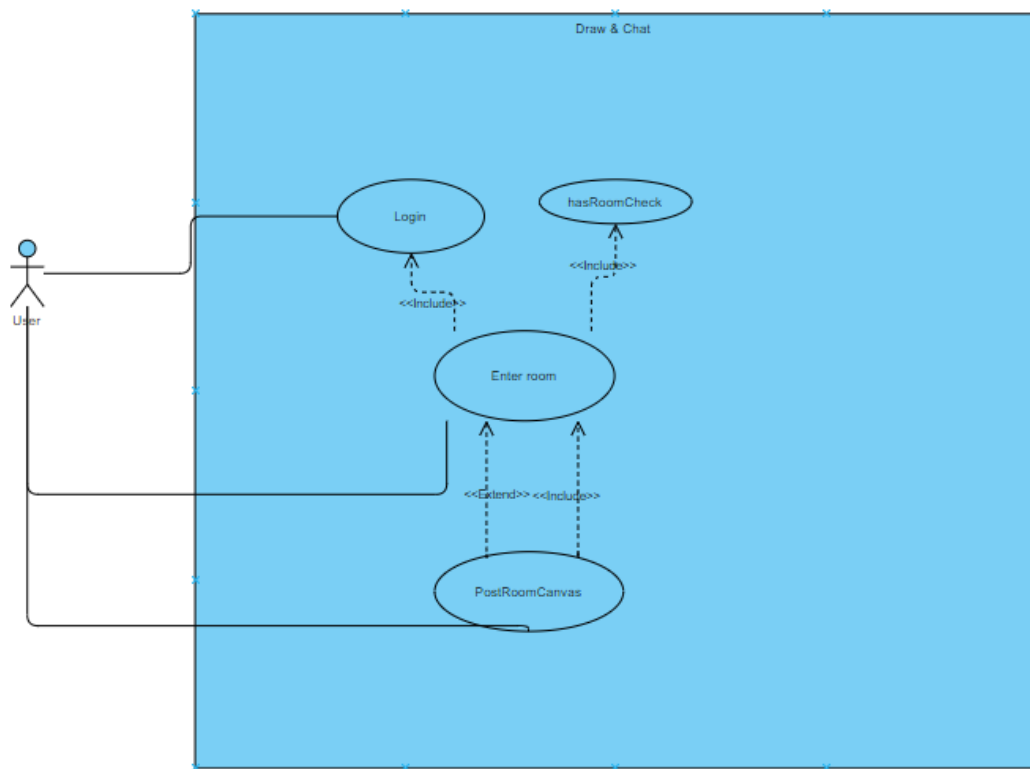 Draw & Chat
Login
hasRoomCheck
<<Include>>
<<Include>>
User
Enter room
<<Extend>>
<<Include>>
PostRoomCanvas